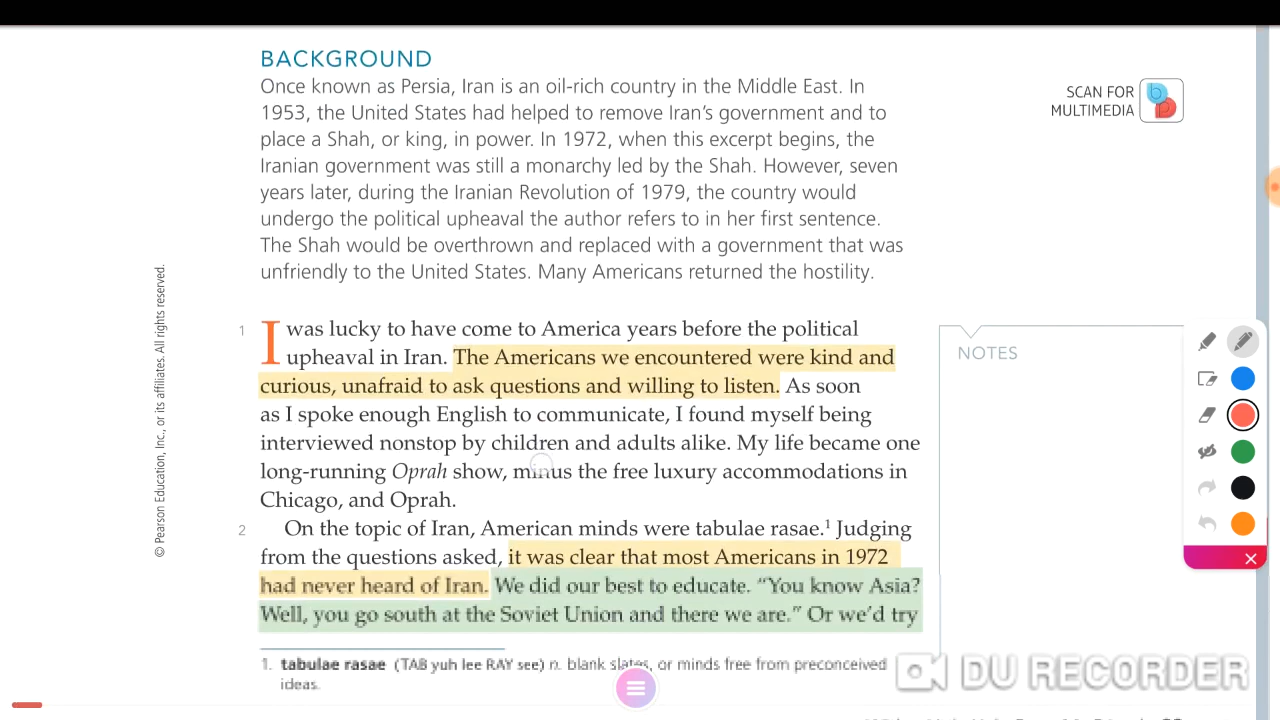 BACKGROUND
Once known as Persia, Iran is an oil-rich country in the Middle East. In
1953, the United States had helped to remove Iran's government and to
place a Shah, or king, in power. In 1972, when this excerpt begins, the
Iranian government was still a monarchy led by the Shah. However, seven
years later, during the Iranian Revolution of 1979, the country would
undergo the political upheaval the author refers to in her first sentence.
The Shah would be overthrown and replaced with a government that was
unfriendly to the United States. Many Americans returned the hostility.
SCAN FOR
MULTIMEDIA
© Pearson Education, Inc., or its affiliates. All rights reserved.
1 I was lucky to have come to America years before the political
upheaval in Iran. The Americans we encountered were kind and
curious, unafraid to ask questions and willing to listen. As soon
as I spoke enough English to communicate, I found myself being
interviewed nonstop by children and adults alike. My life became one
long-running Oprah show, minus the free luxury accommodations in
Chicago, and Oprah.
2 On the topic of Iran, American minds were tabulae rasae.¹ Judging
from the questions asked, it was clear that most Americans in 1972
had never heard of Iran. We did our best to educate. "You know Asia?
Well, you go south at the Soviet Union and there we are." Or we'd try
NOTES
1. tabulae rasae (TAB yuh lee RAY see) n. blank slates, or minds free from preconceived
ideas.
DU RECORDER